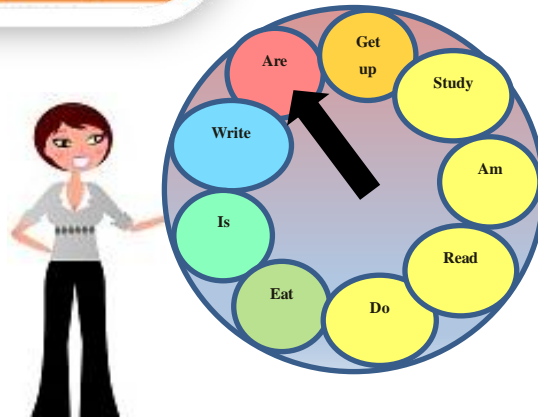 Get
up
Are
Study
Write
Am
Is
Read
Eat
Do